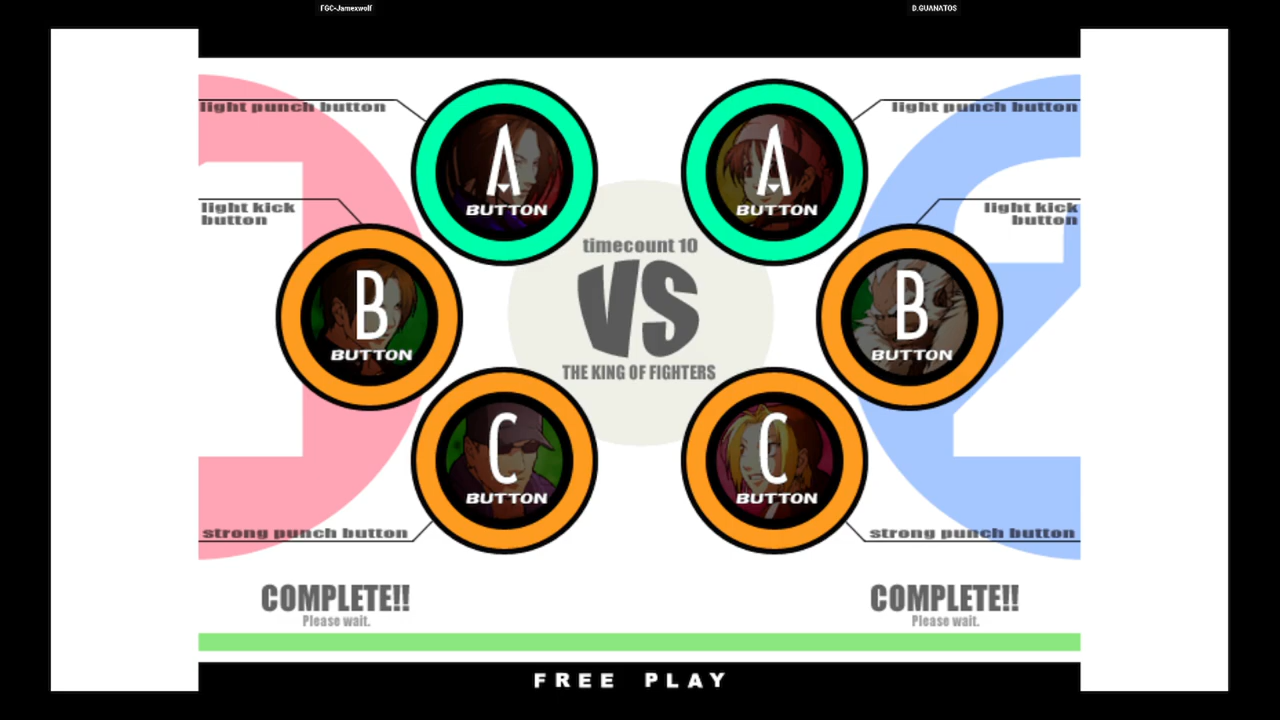 FGC-Jamexwolf
D.GUANATOS
light punch button
light punch button
A
BUTTON
A
BUTTON
light kick
button
light kick
button
timecount 10
VS
THE KING OF FIGHTERS
B
BUTTON
B
BUTTON
C
BUTTON
C
BUTTON
strong punch button
strong punch button
COMPLETE!!
Please wait.
COMPLETE!!
Please wait.
FREE PLAY
1
2